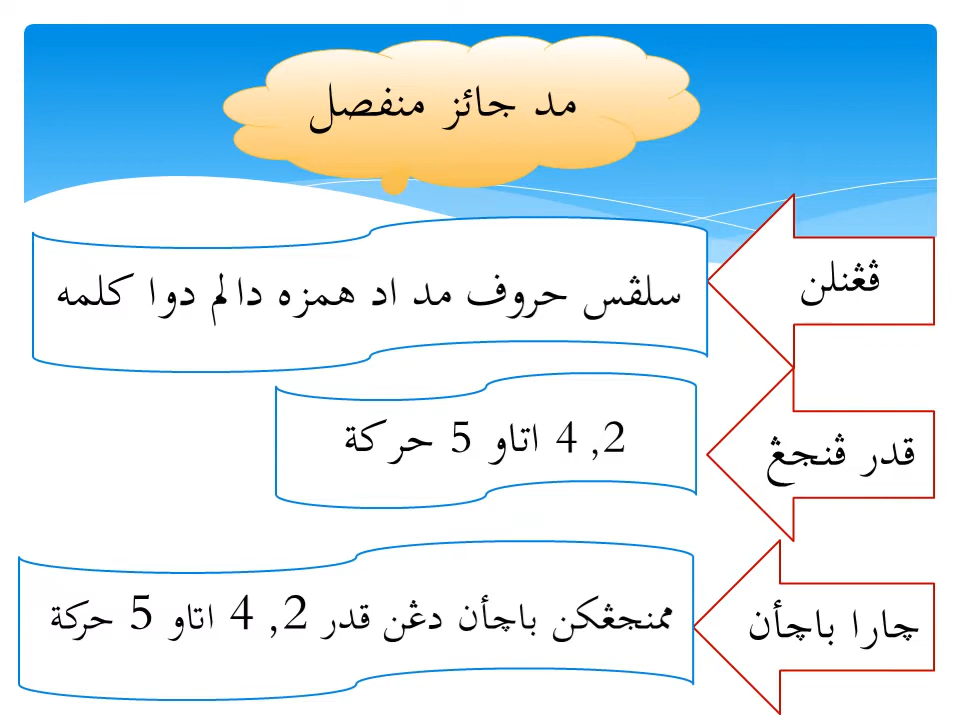 مد جائز منفصل
ڤڠنلن
سلڤس حروف مد اد همزه دالم دوا كلمه
قدر ڤنجڠ
2, 4 اتاو 5 حركة
چارا باچأن
ممنجڠكن باچأن دڠن قدر 2, 4 اتاو 5 حركة